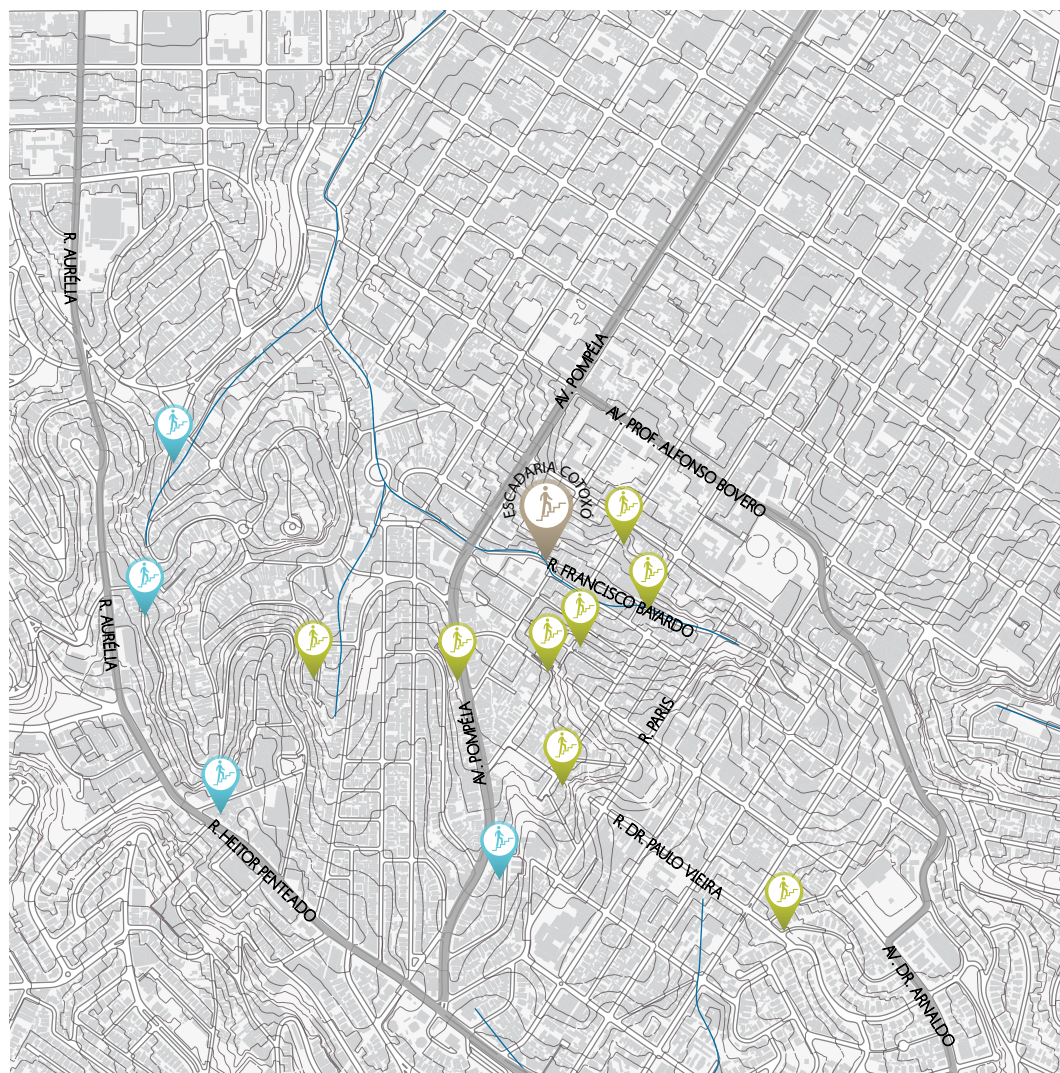 R. AURÉLIA
AV. POMPÉIA
AV. PROF. ALFONSO BOVERO
ESCADARIA COTOXÓ
R. FRANCISCO BAYARDO
R. AURÉLIA
R. PARIS
AV. POMPÉIA
R. DR. PAULO VIEIRA
R. HEITOR PENTEADO
AV. DR. ARNALDO